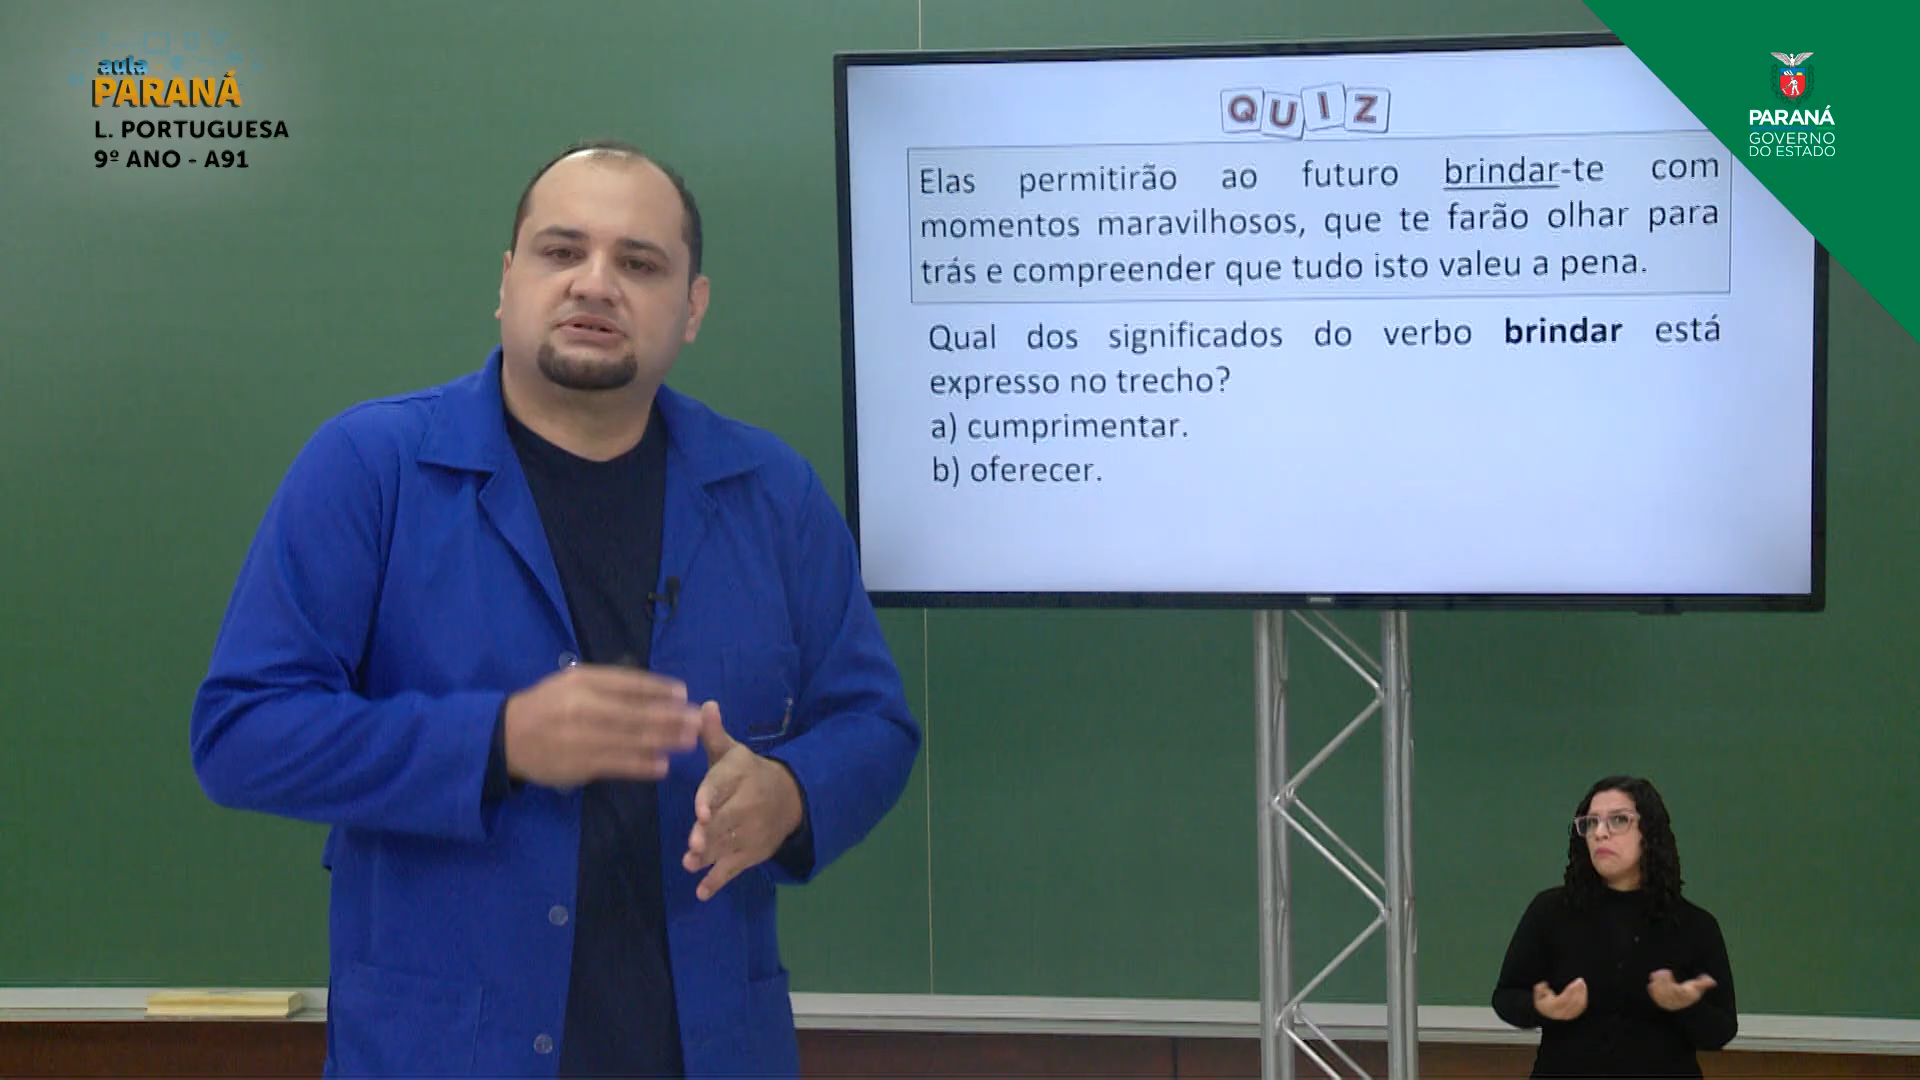 aula
PARANÁ
L. PORTUGUESA
9º ANO - A91
QUIZ
Elas permitirão ao futuro brindar-te com
momentos maravilhosos, que te farão olhar para
trás e compreender que tudo isto valeu a pena.
Qual dos significados do verbo brindar está
expresso no trecho?
a) cumprimentar.
b) oferecer.
PARANÁ
GOVERNO
DO ESTADO